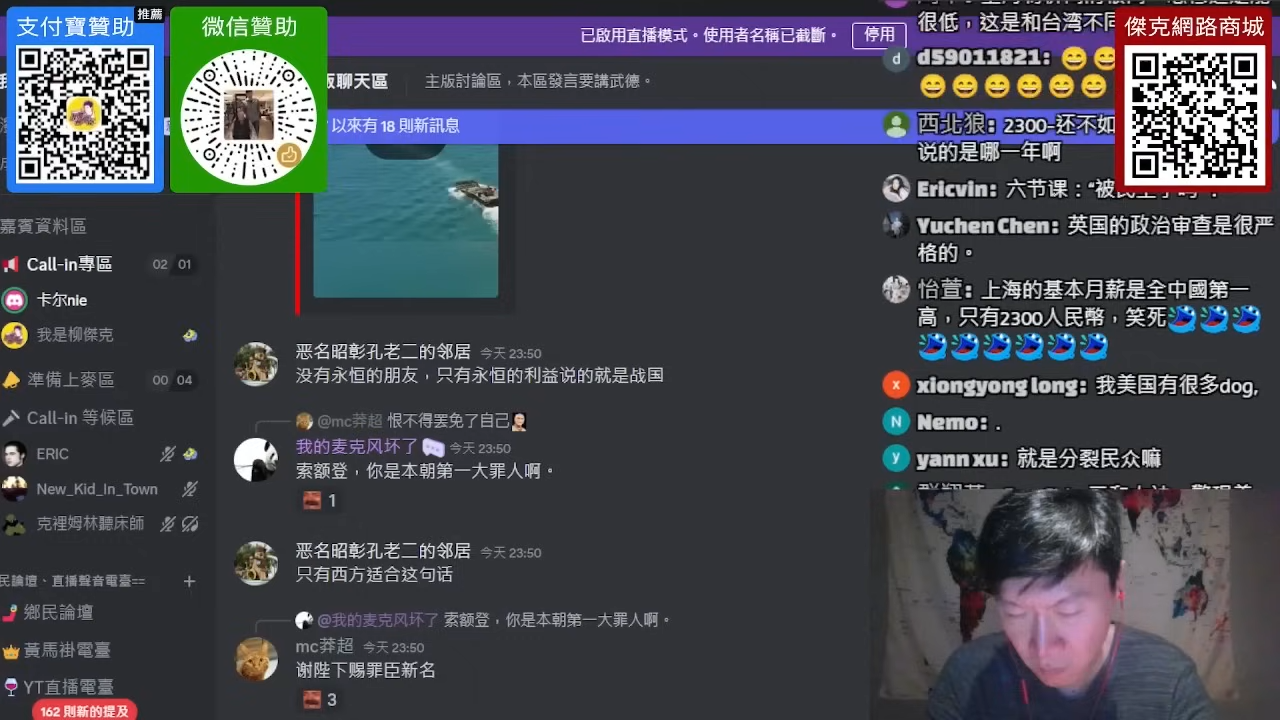 支付寶贊助
推薦
微信贊助
已啟用直播模式。使用者名稱已截斷。
停用
聊天區
主版討論區，本區發言要講武德。
以來有 18 則新訊息
嘉賓資料區
Call-in專區
02 01
卡尔nie
我是柳傑克
準備上麥區
00 04
Call-in 等候區
ERIC
New_Kid_In_Town
克裡姆林聽床師
民論壇、直播聲音電臺==
鄉民論壇
黃馬褂電臺
YT直播電臺
162 則新的提及
恶名昭彰孔老二的邻居 今天 23:50
没有永恒的朋友，只有永恒的利益说的就是战国
@mc莽超 恨不得罢免了自己
我的麦克风坏了 今天 23:50
索额登，你是本朝第一大罪人啊。
1
恶名昭彰孔老二的邻居 今天 23:50
只有西方适合这句话
@我的麦克风坏了 索额登，你是本朝第一大罪人啊。
mc莽超 今天 23:50
谢陛下赐罪臣新名
3
很低，这是和台湾不同
傑克網路商城
d59011821: 😄😄
😄😄😄😄😄😄
西北狼: 2300-还不如
说的是哪一年啊
Ericvin: 六节课：“被
Yuchen Chen: 英国的政治审查是很严
格的。
怡萱: 上海的基本月薪是全中國第一
高，只有2300人民幣，笑死
xiongyong long: 我美国有很多dog,
Nemo: .
yann xu: 就是分裂民众嘛